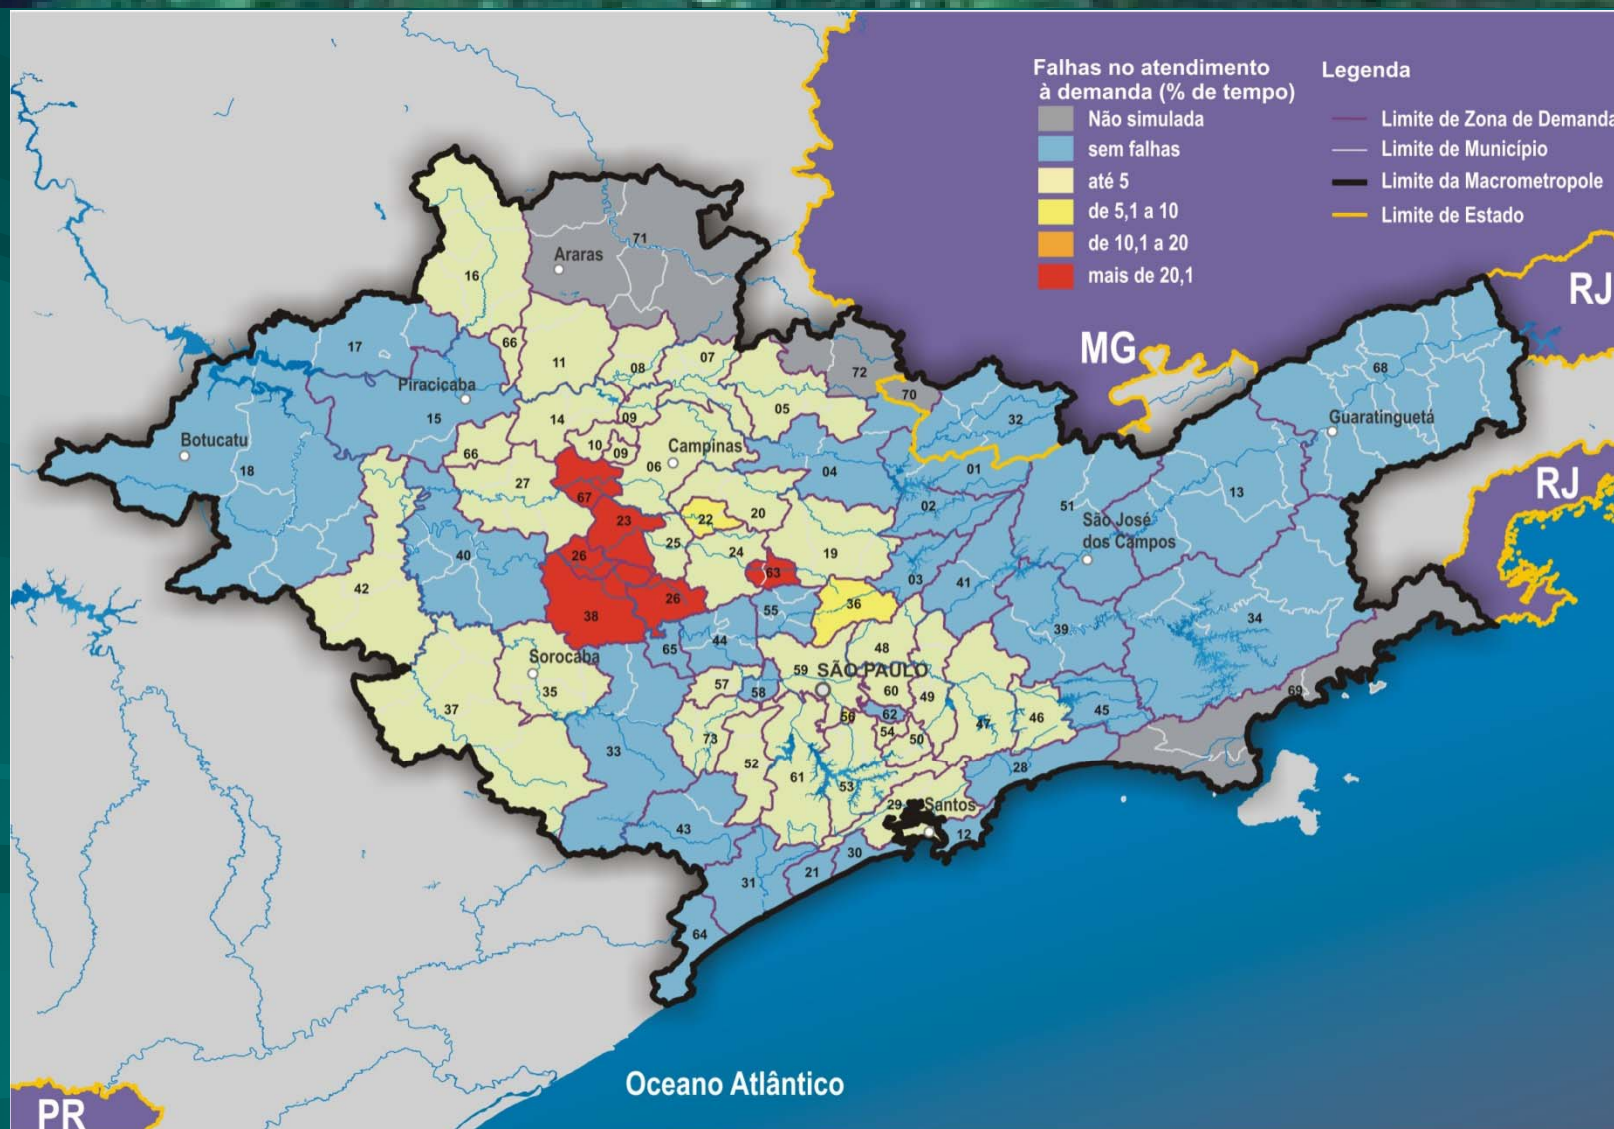 Falhas no atendimento
à demanda (% de tempo)
Não simulada
sem falhas
até 5
de 5,1 a 10
de 10,1 a 20
mais de 20,1
Legenda
Limite de Zona de Demanda
Limite de Município
Limite da Macrometropole
Limite de Estado
RJ
MG
RJ
PR
71
Araras
16
17
66
11
08
07
72
70
68
Piracicaba
15
14
09
05
32
Guaratinguetá
Botucatu
18
66
10
09
Campinas
06
04
01
27
67
13
02
51
23
22
20
São José
dos Campos
25
24
19
40
26
63
03
41
42
38
26
55
36
34
39
44
48
65
Sorocaba
59
SÃO PAULO
35
57
58
60
49
69
37
56
62
47
46
45
33
73
54
50
52
61
53
28
29
Santos
43
12
30
31
21
64
Oceano Atlântico